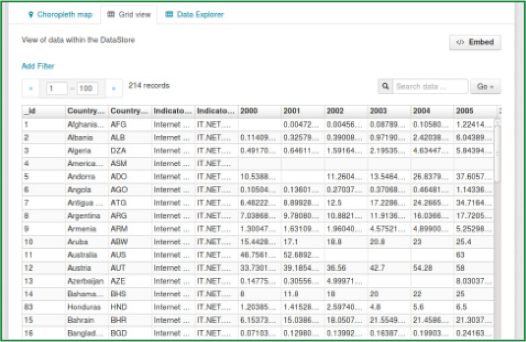 Choropleth map Grid view Data Explorer
View of data within the DataStore
</> Embed
Add Filter
« 1 – 100 » 214 records Search data ... Go »
_id Country... Country... Indicato... Indicato... 2000 2001 2002 2003 2004 2005
1 Afghanis... AFG Internet ... IT.NET.... 0.00472... 0.00456... 0.08789... 0.10580... 1.22414...
2 Albania ALB Internet ... IT.NET.... 0.11409... 0.32579... 0.39008... 0.97190... 2.42038... 6.04389...
3 Algeria DZA Internet ... IT.NET.... 0.49170... 0.64611... 1.59164... 2.19535... 4.63447... 5.84394...
4 America... ASM Internet ... IT.NET....
5 Andorra ADO Internet ... IT.NET.... 10.5388... 11.2604... 13.5464... 26.8379... 37.6057...
6 Angola AGO Internet ... IT.NET.... 0.10504... 0.13601... 0.27037... 0.37068... 0.46481... 1.14336...
7 Antigua ... ATG Internet ... IT.NET.... 6.48222... 8.89928... 12.5 17.2286... 24.2665... 34.7164...
8 Argentina ARG Internet ... IT.NET.... 7.03868... 9.78080... 10.8821... 11.9136... 16.0366... 17.7205...
9 Armenia ARM Internet ... IT.NET.... 1.30047... 1.63109... 1.96040... 4.57521... 4.89900... 5.25298...
10 Aruba ABW Internet ... IT.NET.... 15.4428... 17.1 18.8 20.8 23 25.4
11 Australia AUS Internet ... IT.NET.... 46.7561... 52.6892... 63
12 Austria AUT Internet ... IT.NET.... 33.7301... 39.1854... 36.56 42.7 54.28 58
13 Azerbaijan AZE Internet ... IT.NET.... 0.14775... 0.30556... 4.99971... 8.03037...
14 Bahama... BHS Internet ... IT.NET.... 8 11.8 18 20 22 25
83 Honduras HND Internet ... IT.NET.... 1.20385... 1.41528... 2.59740... 4.8 5.6 6.5
15 Bahrain BHR Internet ... IT.NET.... 6.15373... 15.0386... 18.0507... 21.5549... 21.4586... 21.3037...
16 Banglad... BGD Internet ... IT.NET.... 0.07103... 0.12980... 0.13992... 0.16387... 0.19903... 0.24163...